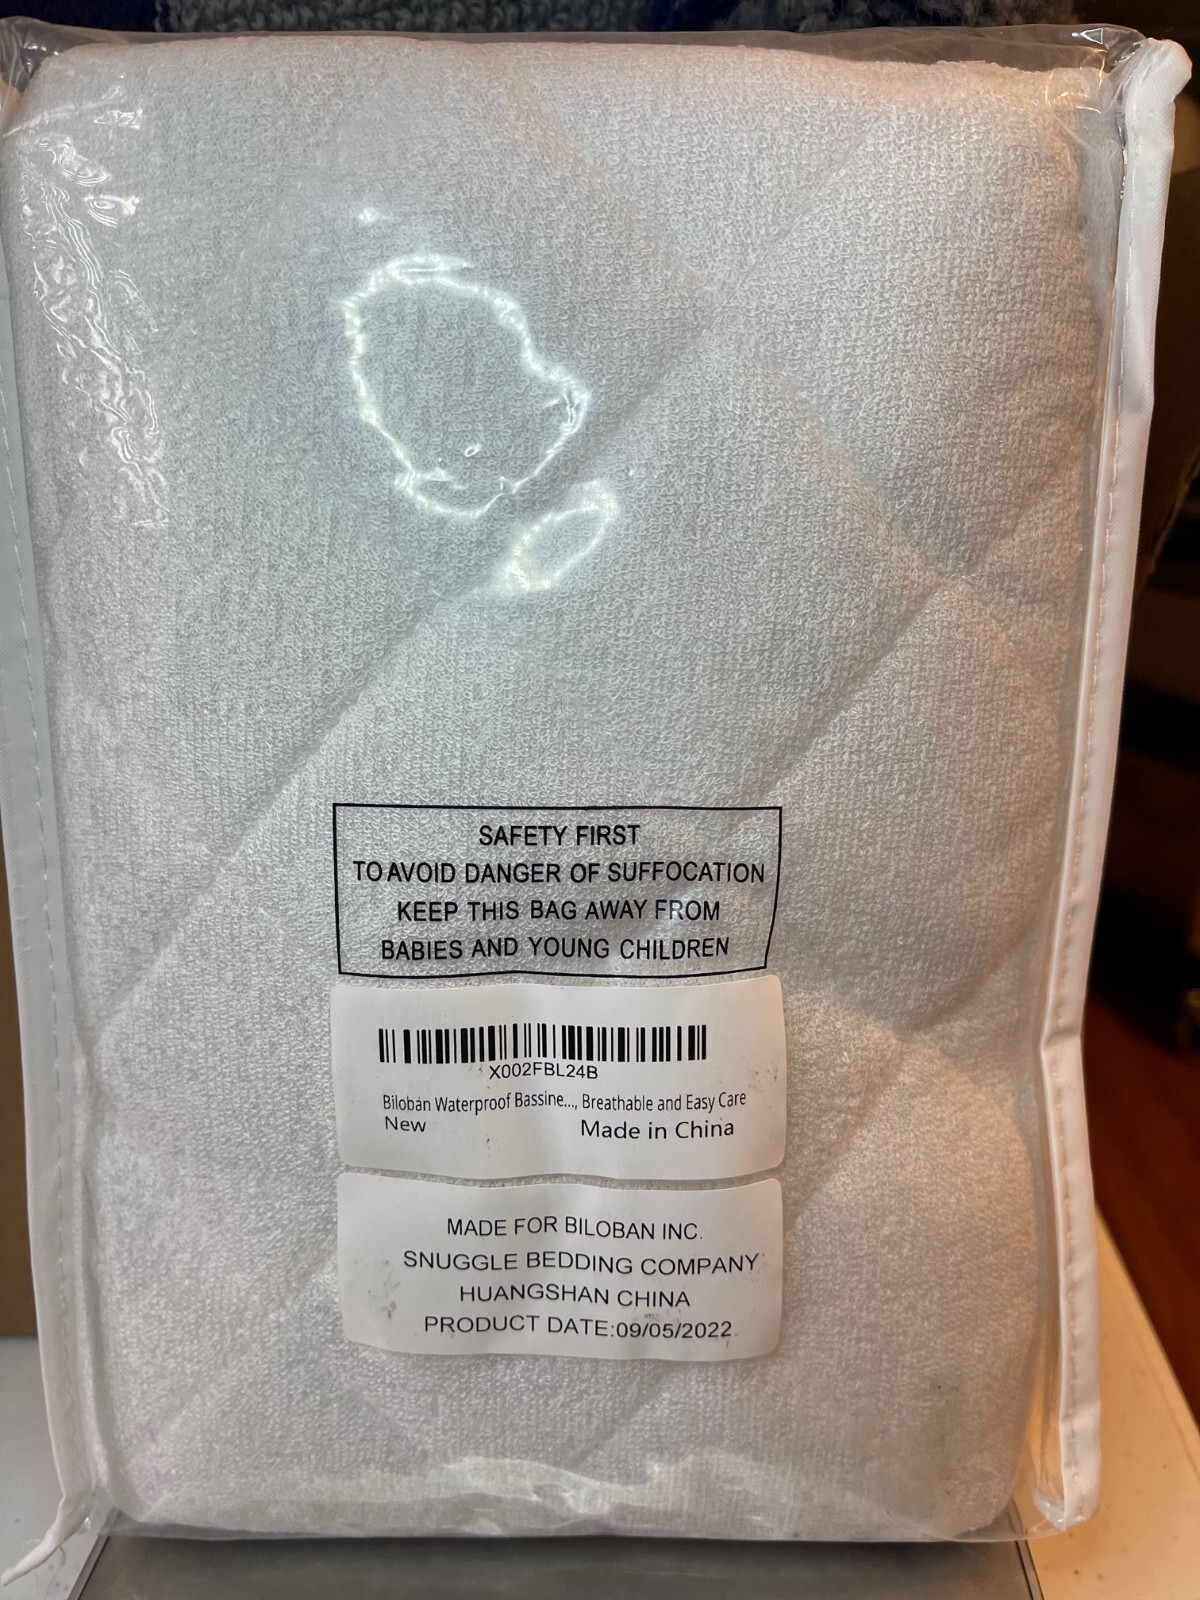 SAFETY FIRST
TO AVOID DANGER OF SUFFOCATION
KEEP THIS BAG AWAY FROM
BABIES AND YOUNG CHILDREN
X002FBL24B
Biloban Waterproof Bassine..., Breathable and Easy Care
New Made in China
MADE FOR BILOBAN INC.
SNUGGLE BEDDING COMPANY
HUANGSHAN CHINA
PRODUCT DATE:09/05/2022